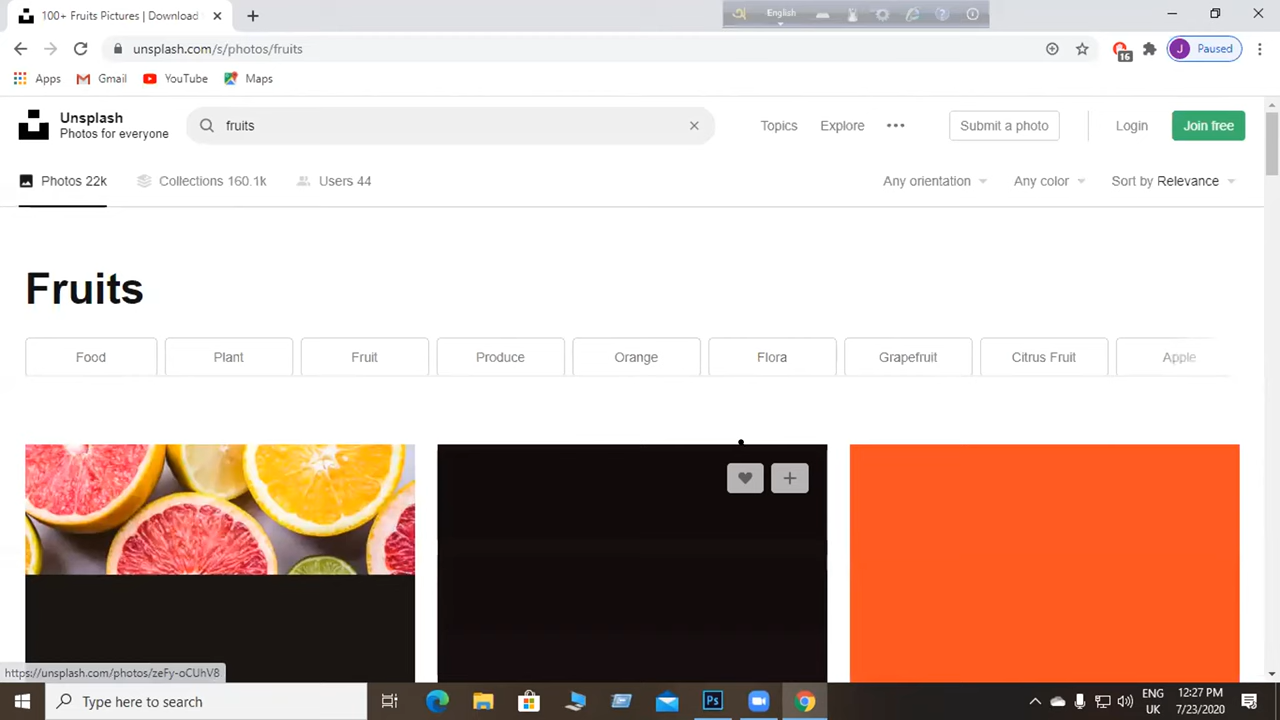 100+ Fruits Pictures | Download
English
unsplash.com/s/photos/fruits
16
J Paused
Apps Gmail YouTube Maps
Unsplash
Photos for everyone
fruits
Topics Explore Submit a photo Login Join free
Photos 22k Collections 160.1k Users 44 Any orientation Any color Sort by Relevance
Fruits
Food Plant Fruit Produce Orange Flora Grapefruit Citrus Fruit Apple
https://unsplash.com/photos/zeFy-oCUhV8
Type here to search
Ps
ENG
UK
12:27 PM
7/23/2020